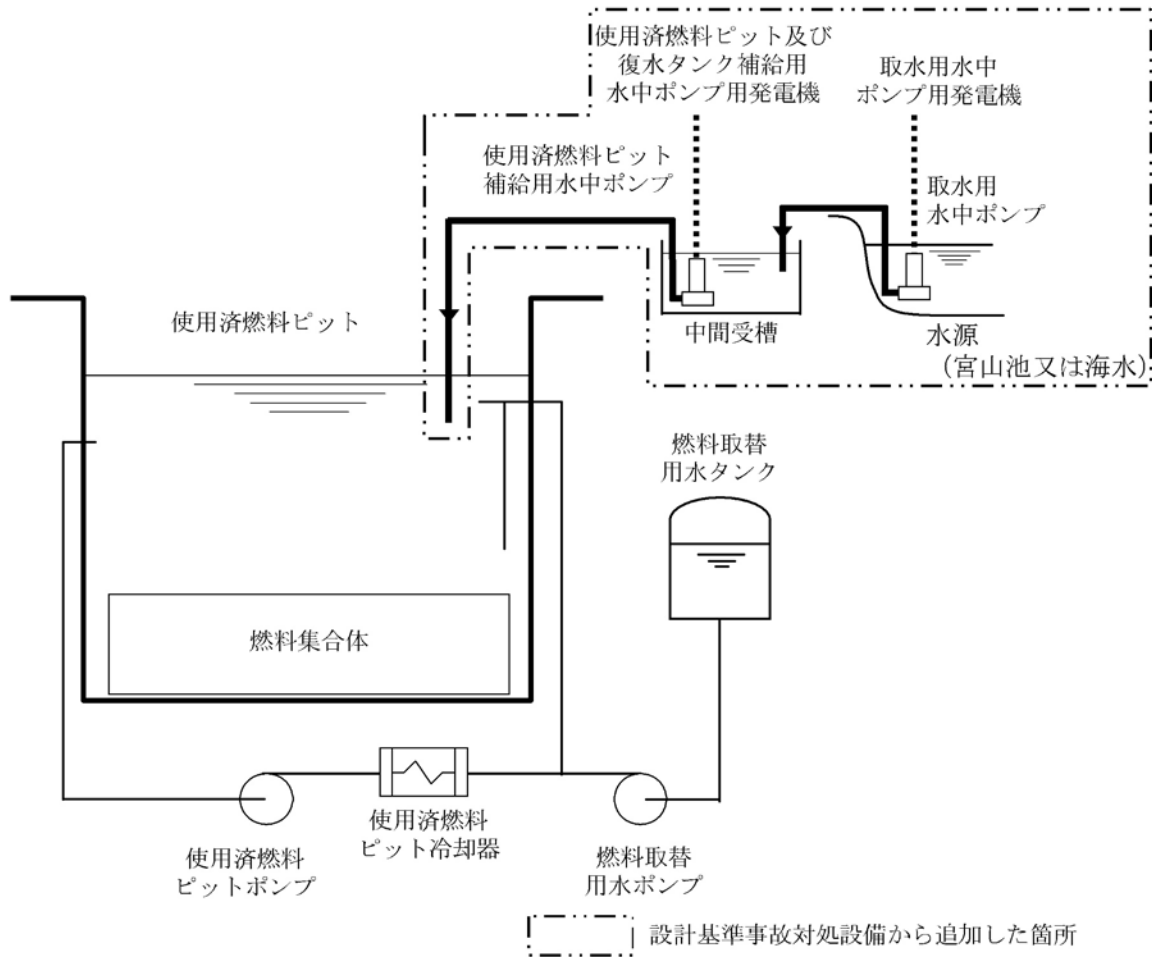 使用済燃料ピット及び
復水タンク補給用
水中ポンプ用発電機
取水用水中
ポンプ用発電機
使用済燃料ピット
補給用水中ポンプ
取水用
水中ポンプ
使用済燃料ピット
中間受槽
水源
（宮山池又は海水）
燃料取替
用水タンク
燃料集合体
使用済燃料
ピット冷却器
使用済燃料
ピットポンプ
燃料取替
用水ポンプ
設計基準事故対処設備から追加した箇所